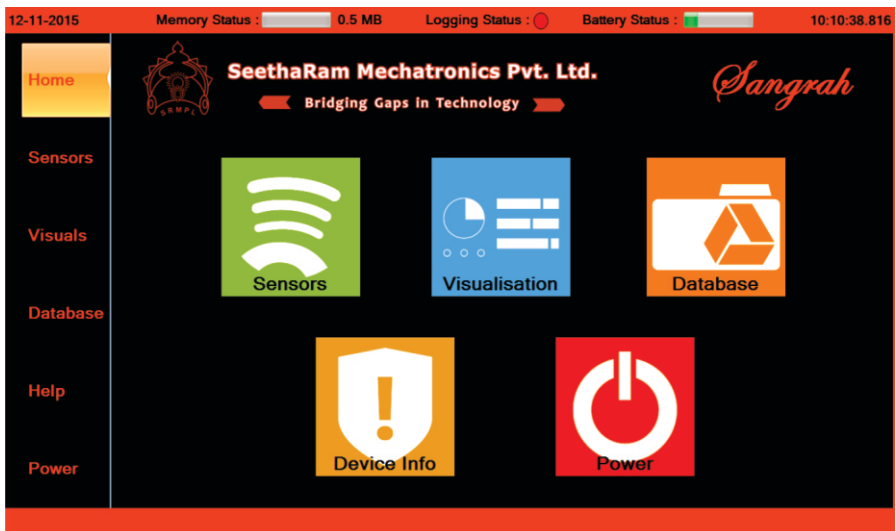 12-11-2015 Memory Status : 0.5 MB Logging Status : Battery Status : 10:10:38.816
Home
SRMPL
SeethaRam Mechatronics Pvt. Ltd.
Bridging Gaps in Technology
Sangrah
Sensors
Visuals
Database
Help
Power
Sensors Visualisation Database
Device Info Power